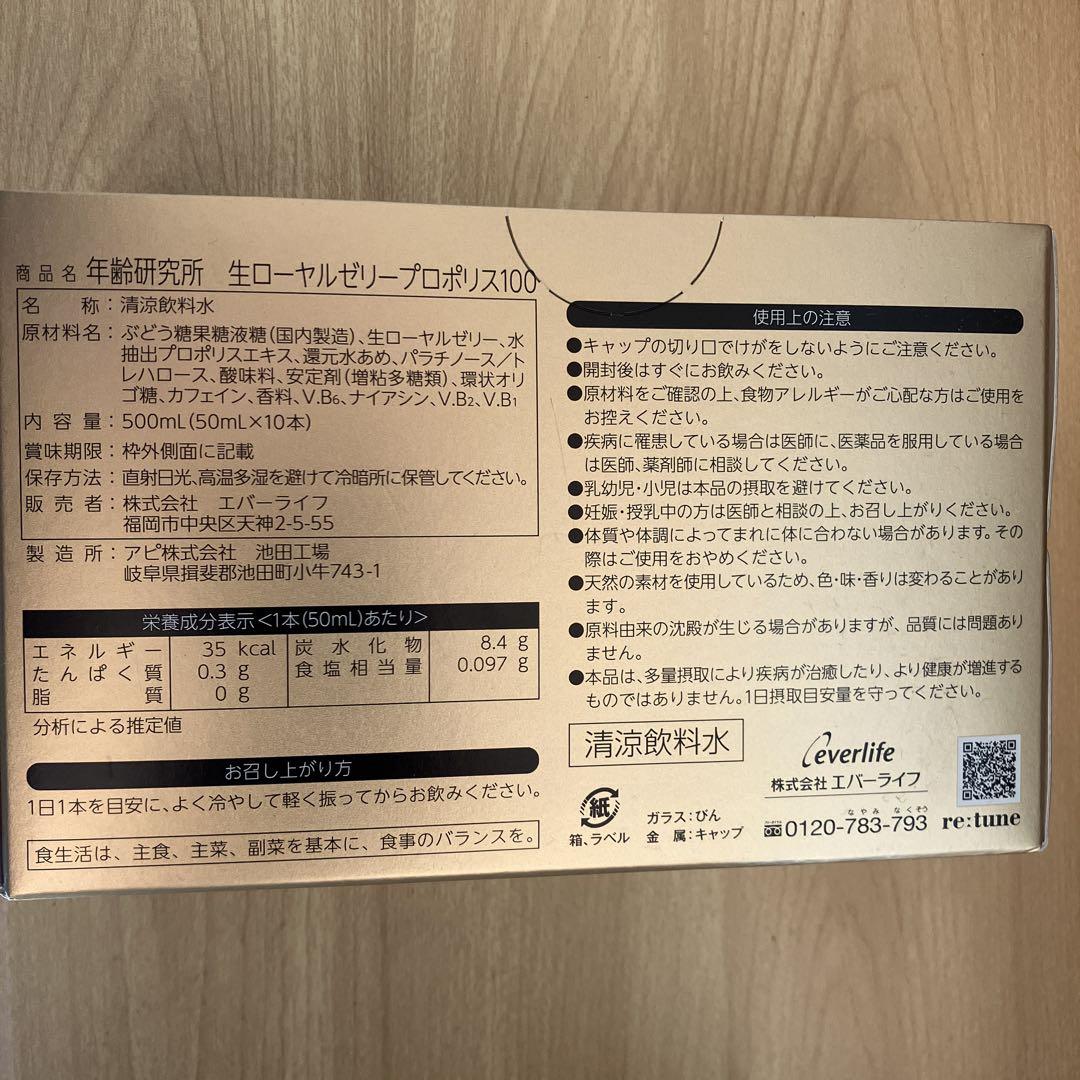 商品名 年齢研究所 生ローヤルゼリープロポリス100
名称:清涼飲料水
原材料名:ぶどう糖果糖液糖(国内製造)、生ローヤルゼリー、水
抽出プロポリスエキス、還元水あめ、パラチノース/ト
レハロース、酸味料、安定剤(増粘多糖類)、環状オリ
ゴ糖、カフェイン、香料、V.B6、ナイアシン、V.B2、V.B1
内容量:500mL(50mL×10本)
賞味期限:枠外側面に記載
保存方法:直射日光、高温多湿を避けて冷暗所に保管してください。
販売者:株式会社 エバーライフ
福岡市中央区天神2-5-55
製造所:アピ株式会社 池田工場
岐阜県揖斐郡池田町小牛743-1
栄養成分表示<1本(50mL)あたり>
エネルギー 35 kcal 炭水化物 8.4 g
たんぱく質 0.3 g 食塩相当量 0.097 g
脂質 0 g
分析による推定値
お召し上がり方
1日1本を目安に、よく冷やして軽く振ってからお飲みください。
食生活は、主食、主菜、副菜を基本に、食事のバランスを。
使用上の注意
●キャップの切り口でけがをしないようにご注意ください。
●開封後はすぐにお飲みください。
●原材料をご確認の上、食物アレルギーがご心配な方はご使用を
お控えください。
●疾病に罹患している場合は医師に、医薬品を服用している場合
は医師、薬剤師に相談してください。
●乳幼児・小児は本品の摂取を避けてください。
●妊娠・授乳中の方は医師と相談の上、お召し上がりください。
●体質や体調によってまれに体に合わない場合があります。その
際はご使用をおやめください。
●天然の素材を使用しているため、色・味・香りは変わることがあり
ます。
●原料由来の沈殿が生じる場合がありますが、品質には問題あり
ません。
●本品は、多量摂取により疾病が治癒したり、より健康が増進する
ものではありません。1日摂取目安量を守ってください。
清涼飲料水
everlife
株式会社 エバーライフ
紙
箱、ラベル
ガラス:びん
金属:キャップ
なやみ なくそう
0120-783-793
re:tune